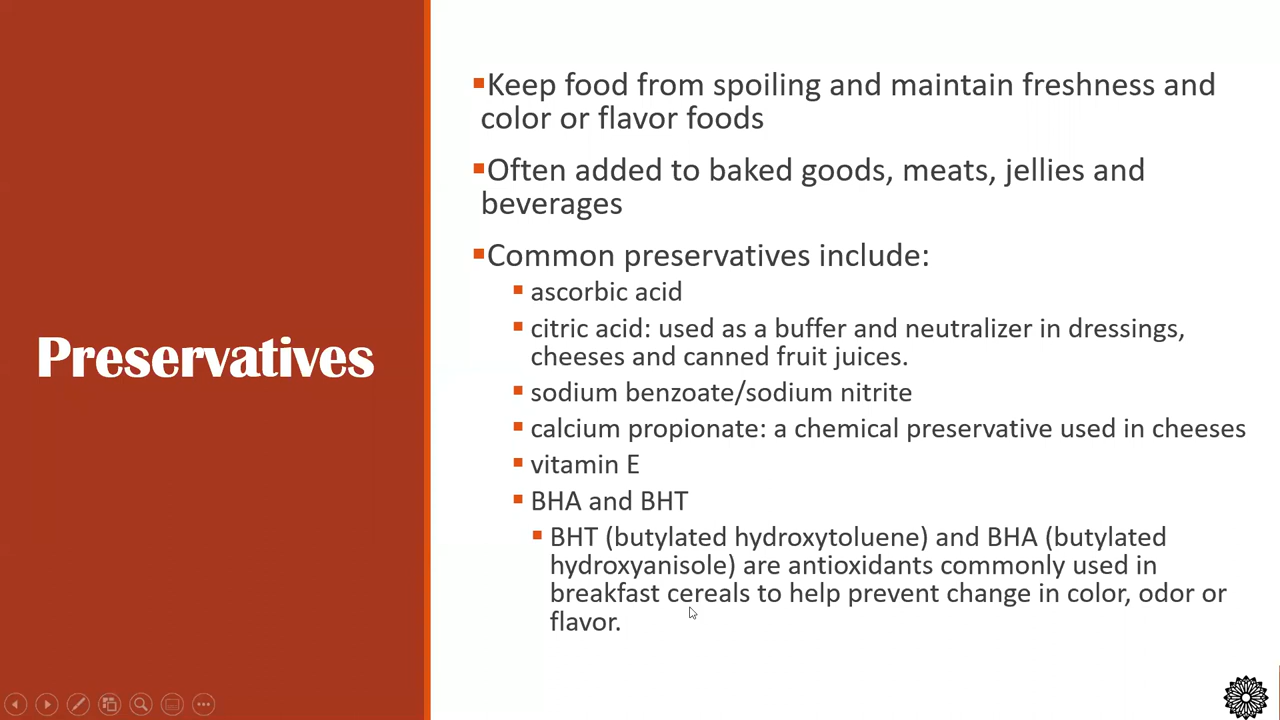 Preservatives
Keep food from spoiling and maintain freshness and
color or flavor foods
Often added to baked goods, meats, jellies and
beverages
Common preservatives include:
ascorbic acid
citric acid: used as a buffer and neutralizer in dressings,
cheeses and canned fruit juices.
sodium benzoate/sodium nitrite
calcium propionate: a chemical preservative used in cheeses
vitamin E
BHA and BHT
BHT (butylated hydroxytoluene) and BHA (butylated
hydroxyanisole) are antioxidants commonly used in
breakfast cereals to help prevent change in color, odor or
flavor.